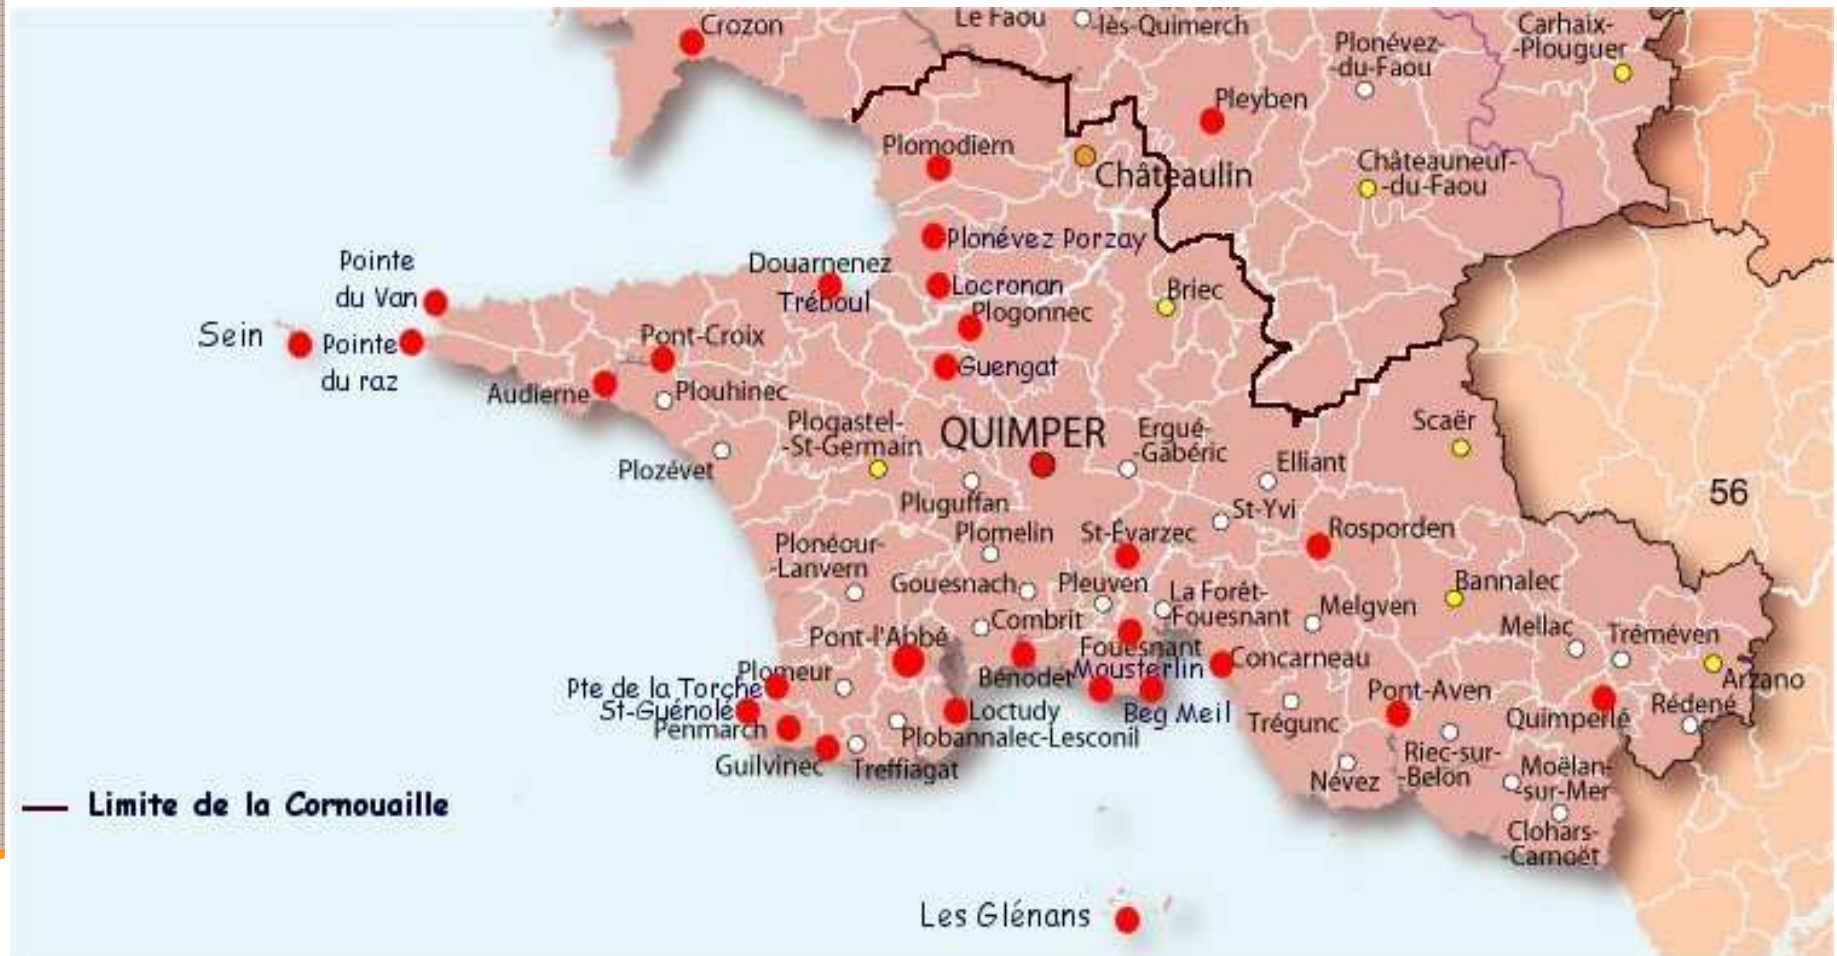 Crozon
Le Faou
-lès-Quimerch
Plonévez-
-du-Faou
Carhaix-
-Plouguer
Pleyben
Plomodiern
Châteaulin
Châteauneuf-
-du-Faou
Plonévez Porzay
Pointe
du Van
Douarnenez
Tréboul
Locronan
Briec
Plogonnec
Sein
Pointe
du raz
Pont-Croix
Guengat
Audierne
Plouhinec
Plogastel-
-St-Germain
QUIMPER
Ergué-
-Gabéric
Scaër
Plozévet
Elliant
56
Pluguffan
St-Yvi
Plomelin
St-Évarzec
Rosporden
Plonéour-
-Lanvern
Gouesnach
Pleuven
La Forêt-
-Fouesnant
Bannalec
Melgven
Combrit
Mellac
Tréméven
Pont-l'Abbé
Fouesnant
Concarneau
Plomeur
Bénodet
Mousterlin
Arzano
Pte de la Torche
Pont-Aven
St-Guénolé
Loctudy
Beg Meil
Trégunc
Quimperlé
Rédené
Penmarch
Plobannalec-Lesconil
Guilvinec
Treffiagat
Névez
Riec-sur-
-Belon
Moëlan-
-sur-Mer
Limite de la Cornouaille
Clohars-
-Carnoët
Les Glénans